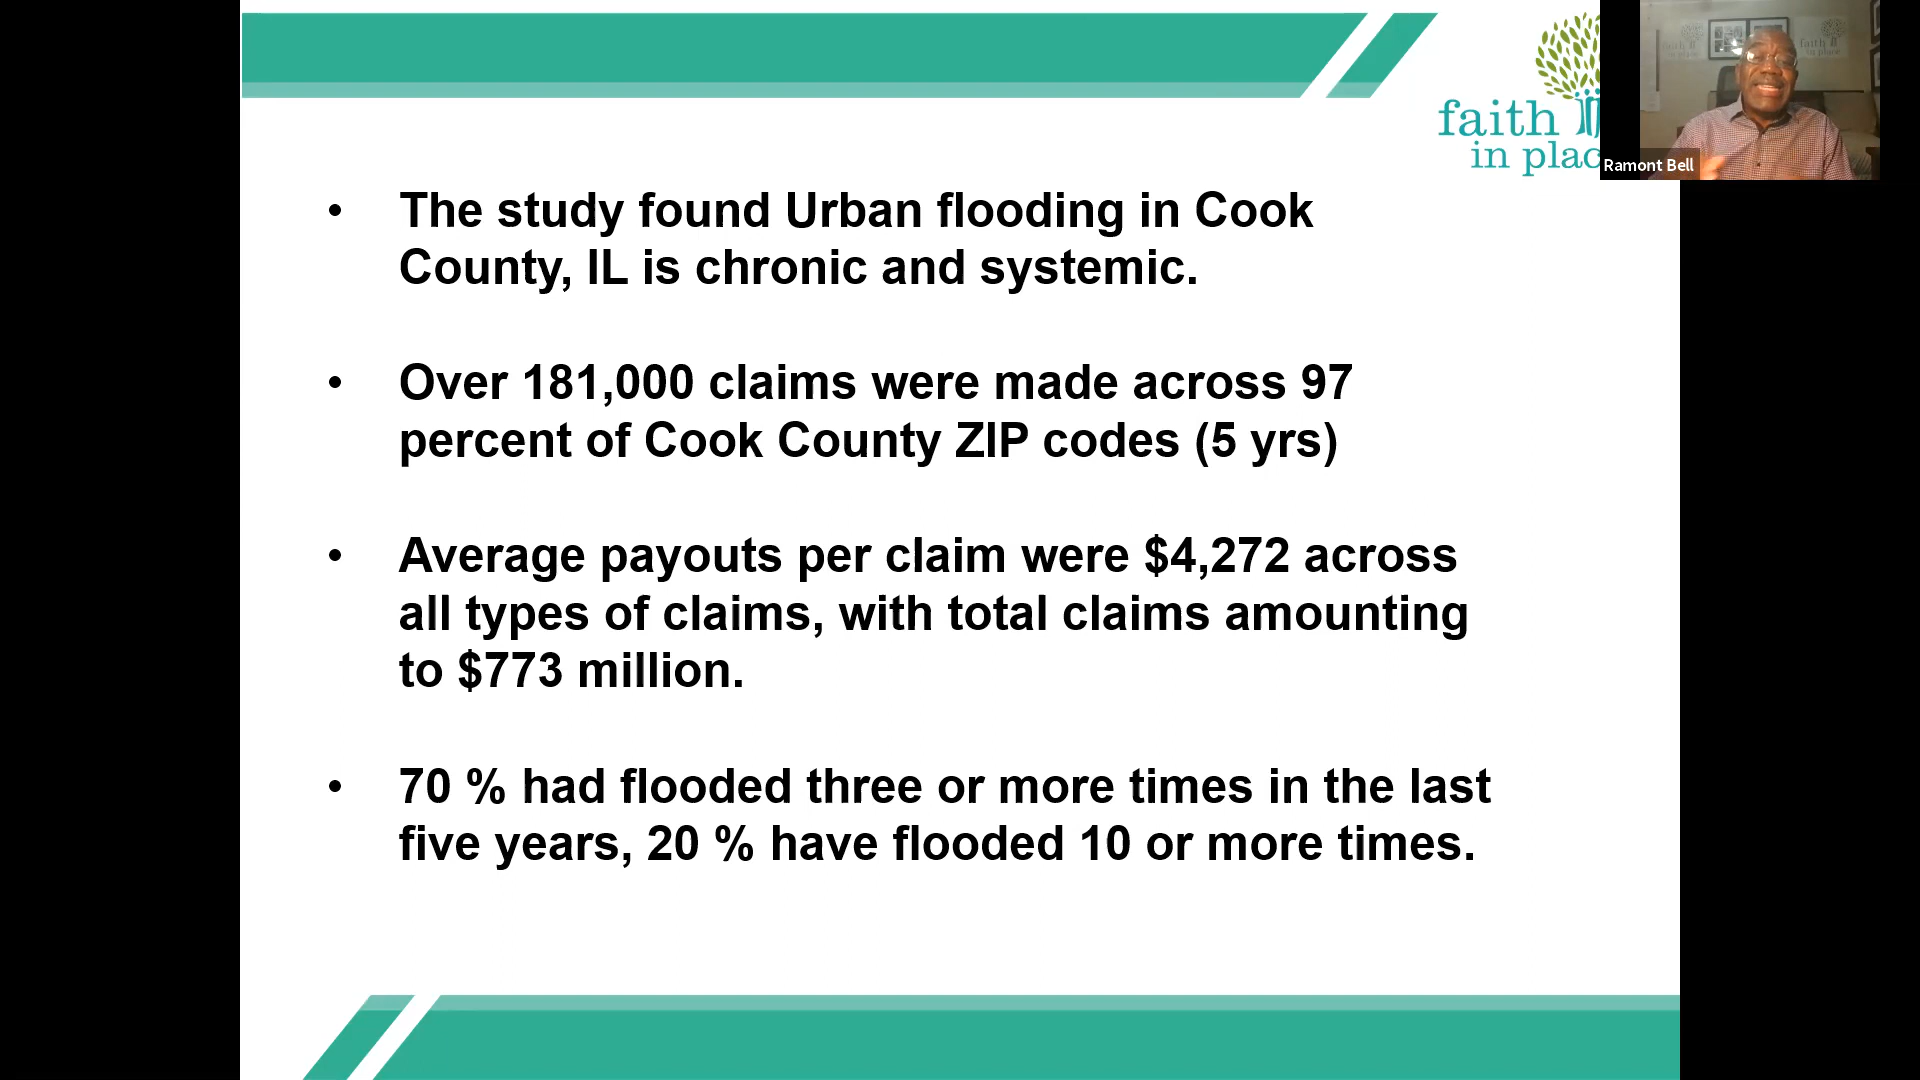 faith
in plac
Ramont Bell
• The study found Urban flooding in Cook
County, IL is chronic and systemic.
• Over 181,000 claims were made across 97
percent of Cook County ZIP codes (5 yrs)
• Average payouts per claim were $4,272 across
all types of claims, with total claims amounting
to $773 million.
• 70 % had flooded three or more times in the last
five years, 20 % have flooded 10 or more times.